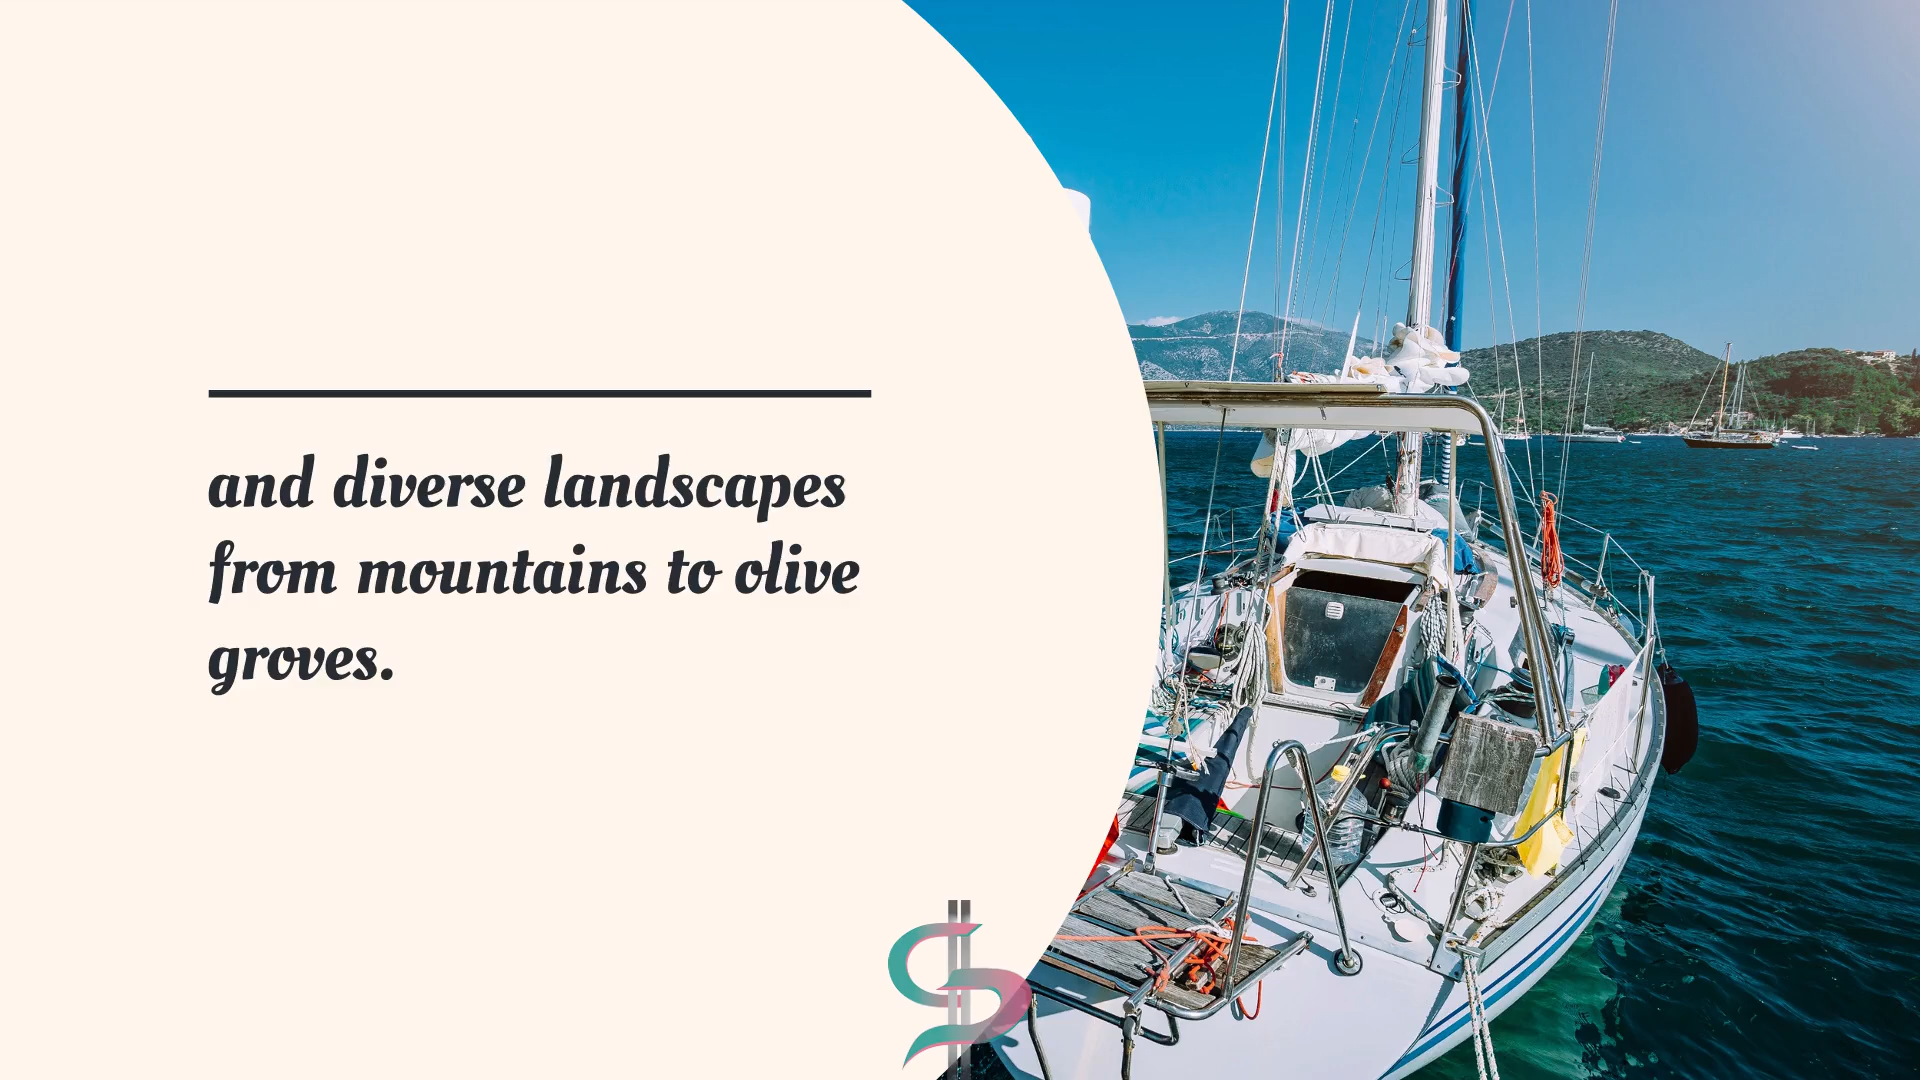 and diverse landscapes
from mountains to olive
groves.